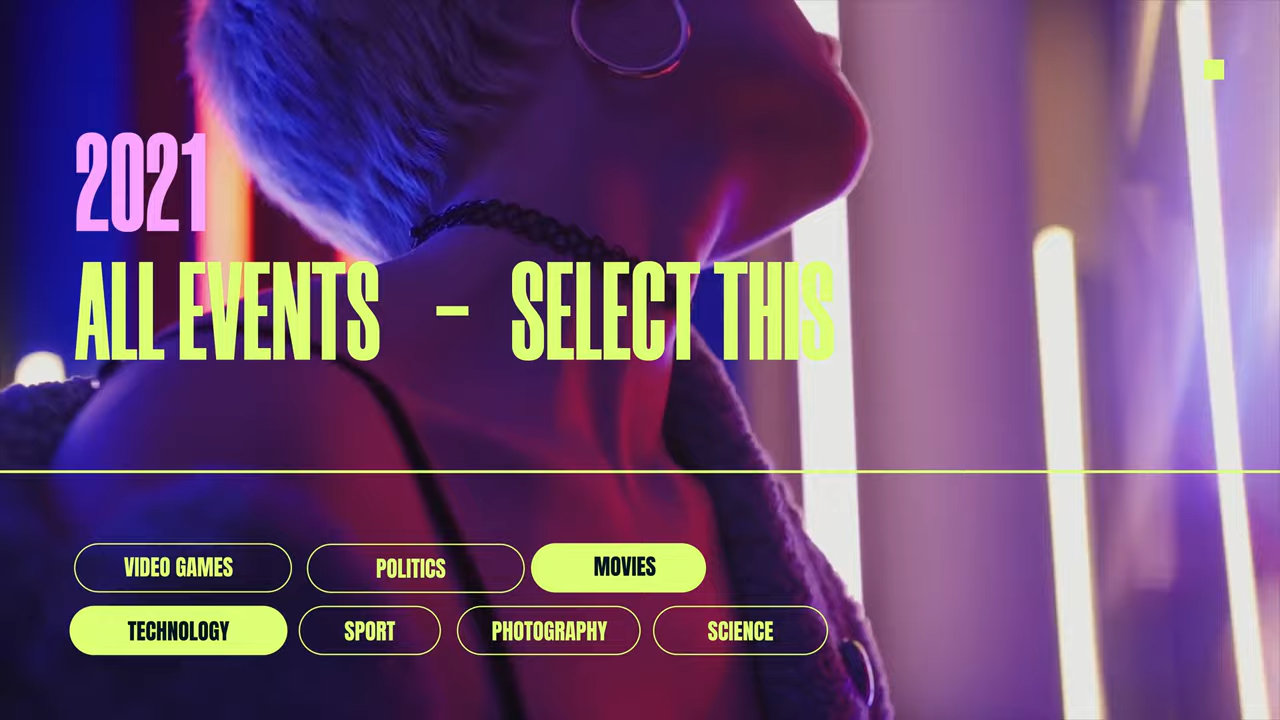 2021
ALL EVENTS – SELECT THIS
VIDEO GAMES POLITICS MOVIES
TECHNOLOGY SPORT PHOTOGRAPHY SCIENCE